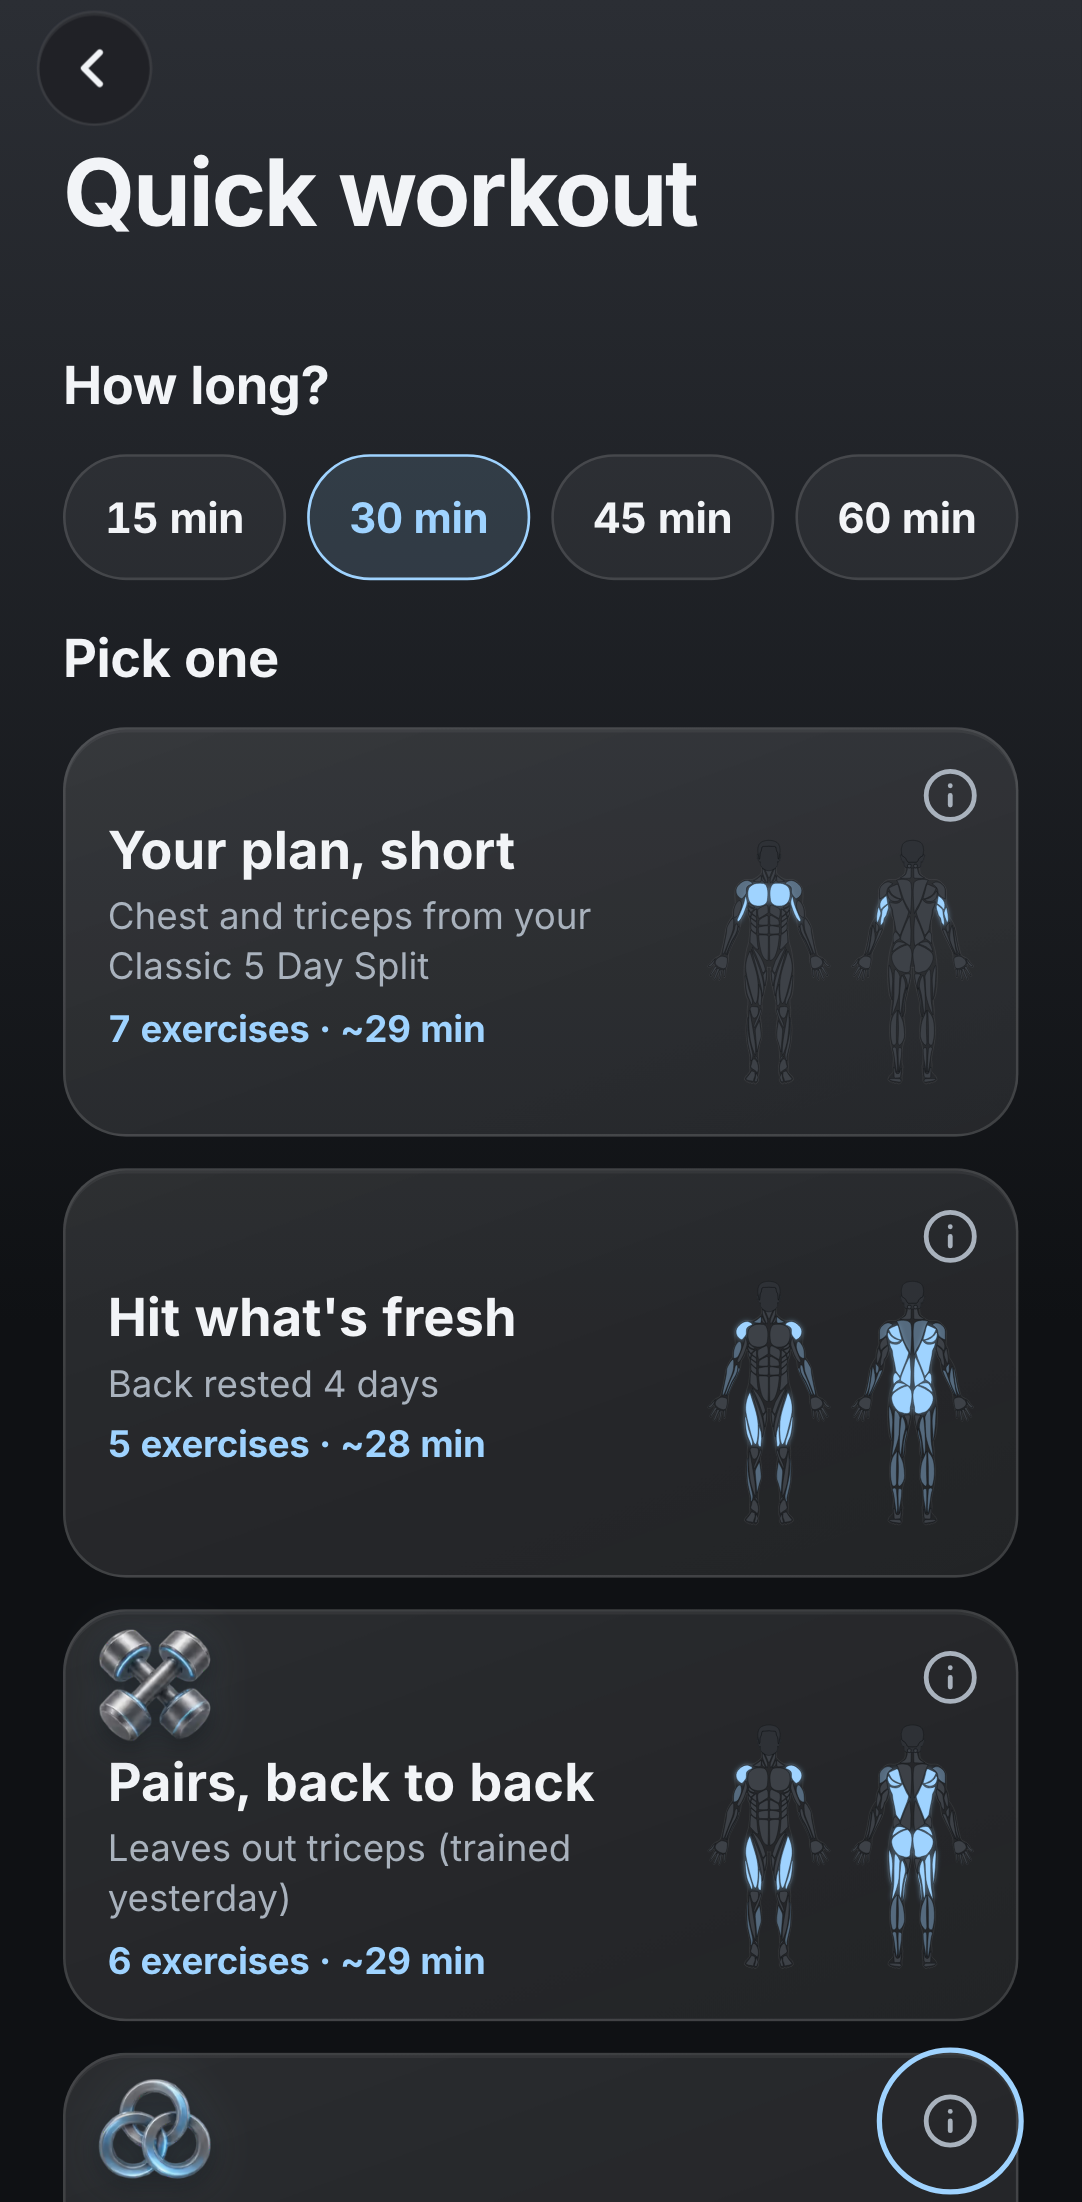 Quick workout
How long?
15 min 30 min 45 min 60 min
Pick one
Your plan, short
Chest and triceps from your
Classic 5 Day Split
7 exercises · ~29 min
Hit what's fresh
Back rested 4 days
5 exercises · ~28 min
Pairs, back to back
Leaves out triceps (trained
yesterday)
6 exercises · ~29 min